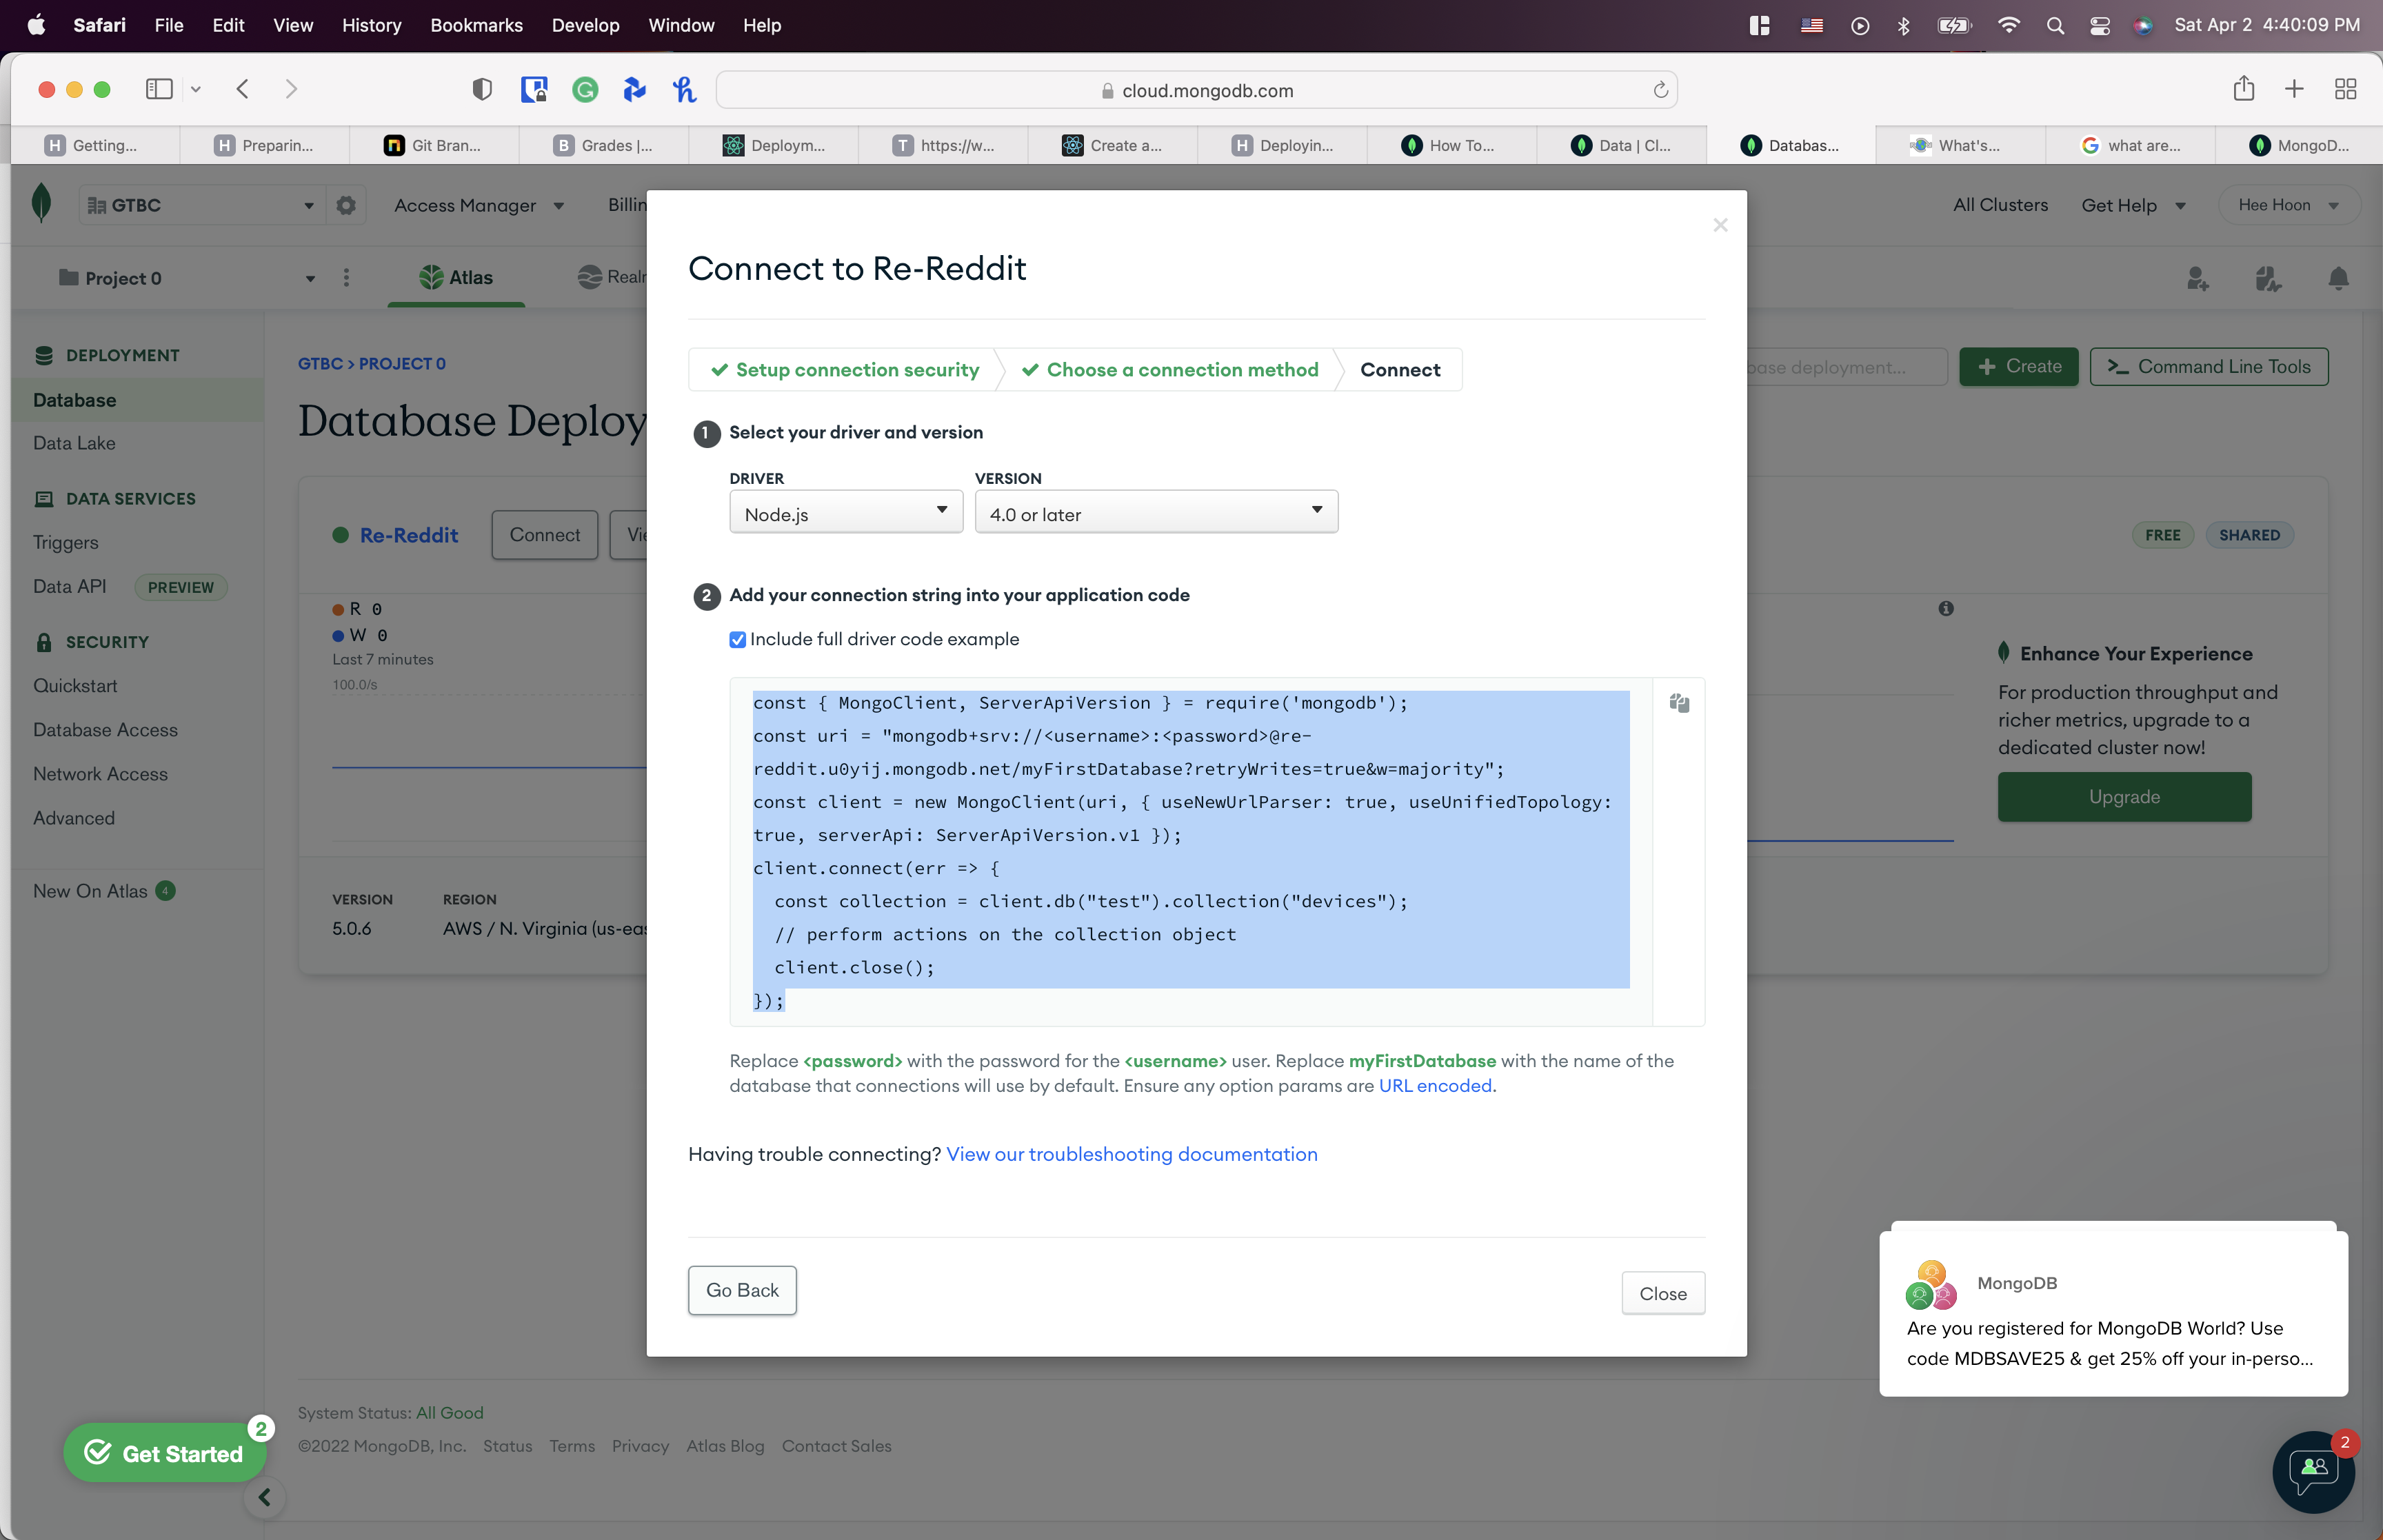 Safari File Edit View History Bookmarks Develop Window Help
Sat Apr 2 4:40:09 PM
cloud.mongodb.com
H Getting...
H Preparin...
Git Bran...
B Grades |...
Deploym...
T https://w...
Create a...
H Deployin...
How To...
Data | Cl...
Databas...
What's...
what are...
MongoD...
GTBC
Access Manager
Billin
All Clusters
Get Help
Hee Hoon
Project 0
Atlas
Realm
DEPLOYMENT
Database
Data Lake
DATA SERVICES
Triggers
Data API PREVIEW
SECURITY
Quickstart
Database Access
Network Access
Advanced
New On Atlas 4
GTBC > PROJECT 0
Database Deploy
base deployment...
+ Create
Command Line Tools
Re-Reddit
Connect
Vie
FREE
SHARED
R 0
W 0
Last 7 minutes
100.0/s
VERSION
5.0.6
REGION
AWS / N. Virginia (us-eas
Enhance Your Experience
For production throughput and
richer metrics, upgrade to a
dedicated cluster now!
Upgrade
Connect to Re-Reddit
Setup connection security
Choose a connection method
Connect
1 Select your driver and version
DRIVER
Node.js
VERSION
4.0 or later
2 Add your connection string into your application code
Include full driver code example
const { MongoClient, ServerApiVersion } = require('mongodb');
const uri = "mongodb+srv://<username>:<password>@re-
reddit.u0yij.mongodb.net/myFirstDatabase?retryWrites=true&w=majority";
const client = new MongoClient(uri, { useNewUrlParser: true, useUnifiedTopology:
true, serverApi: ServerApiVersion.v1 });
client.connect(err => {
  const collection = client.db("test").collection("devices");
  // perform actions on the collection object
  client.close();
});
Replace <password> with the password for the <username> user. Replace myFirstDatabase with the name of the
database that connections will use by default. Ensure any option params are URL encoded.
Having trouble connecting? View our troubleshooting documentation
Go Back
Close
System Status: All Good
©2022 MongoDB, Inc. Status Terms Privacy Atlas Blog Contact Sales
Get Started
2
MongoDB
Are you registered for MongoDB World? Use
code MDBSAVE25 & get 25% off your in-perso...
2